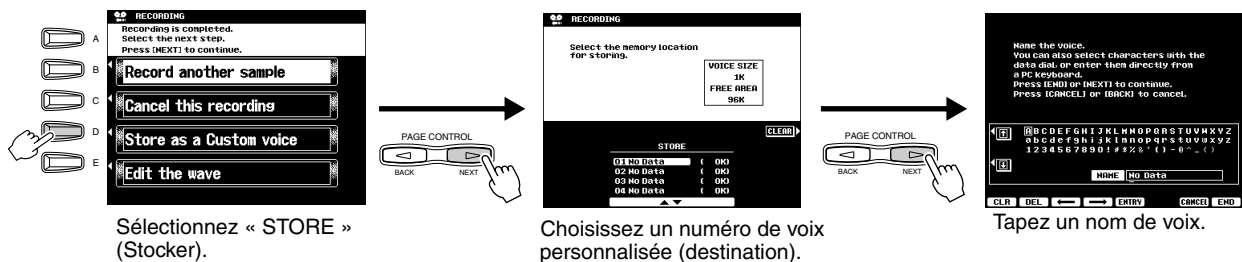 RECORDING
Recording is completed.
Select the next step.
Press [NEXT] to continue.
A
B
Record another sample
C
Cancel this recording
D
Store as a Custom voice
E
Edit the wave
Sélectionnez « STORE »
(Stocker).
PAGE CONTROL
BACK NEXT
RECORDING
Select the memory location
for storing.
VOICE SIZE
1K
FREE AREA
96K
CLEAR
STORE
01 No Data ( 0K)
02 No Data ( 0K)
03 No Data ( 0K)
04 No Data ( 0K)
Choisissez un numéro de voix
personnalisée (destination).
PAGE CONTROL
BACK NEXT
Name the voice.
You can also select characters with the
data dial, or enter them directly from
a PC keyboard.
Press [END] or [NEXT] to continue.
Press [CANCEL] or [BACK] to cancel.
ABCDEFGHIJKLMNOPQRSTUVWXYZ
abcdefghijklmnopqrstuvwxyz
1234567890!#$%&'()-@^_{}
NAME No Data
CLR DEL ← → ENTRY CANCEL END
Tapez un nom de voix.